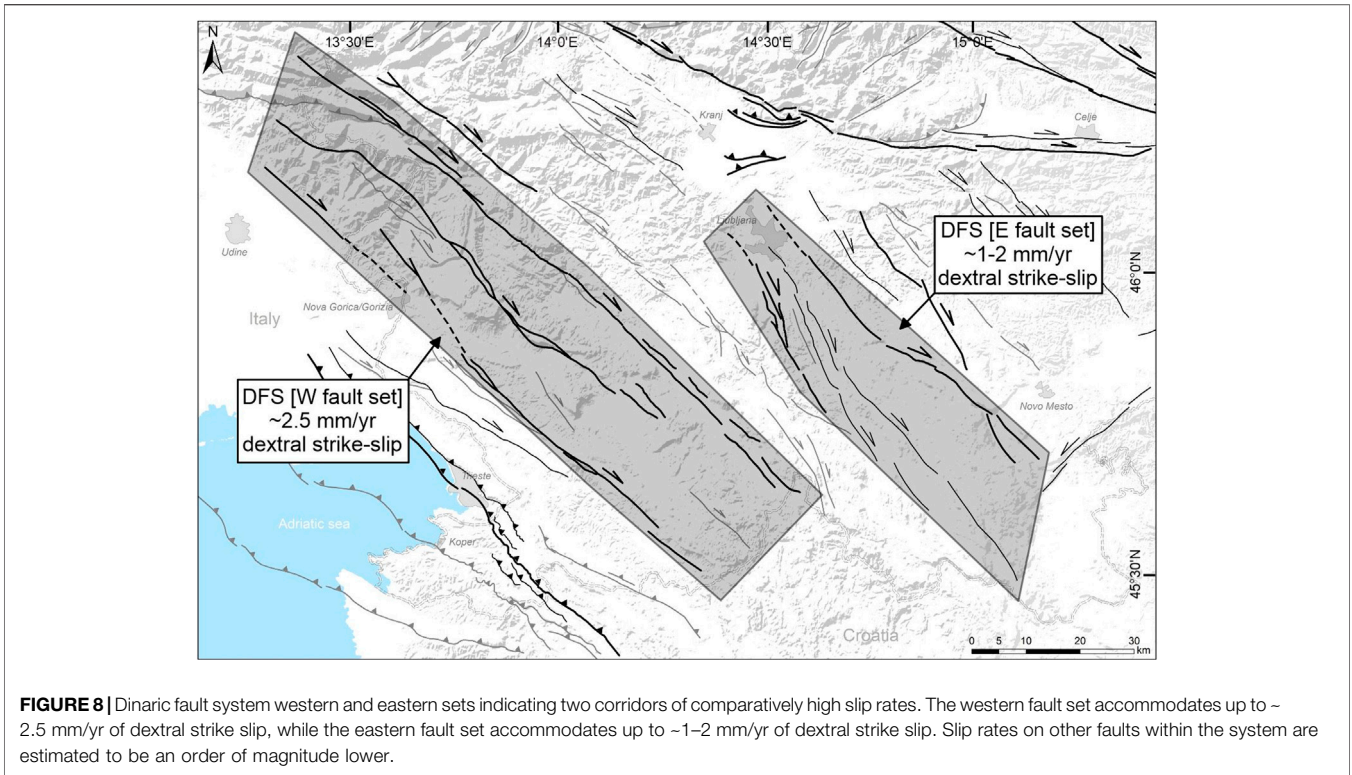 N
13°30'E
14°0'E
14°30'E
15°0'E
Kranj
Celje
Ljubljana
Udine
DFS [E fault set]
~1-2 mm/yr
dextral strike-slip
46°0'N
Nova Gorica/Gorizia
Italy
DFS [W fault set]
~2.5 mm/yr
dextral strike-slip
Novo Mesto
Trieste
Adriatic sea
Koper
45°30'N
Croatia
0 5 10 20 30
km
FIGURE 8 | Dinaric fault system western and eastern sets indicating two corridors of comparatively high slip rates. The western fault set accommodates up to ~
2.5 mm/yr of dextral strike slip, while the eastern fault set accommodates up to ~1–2 mm/yr of dextral strike slip. Slip rates on other faults within the system are
estimated to be an order of magnitude lower.